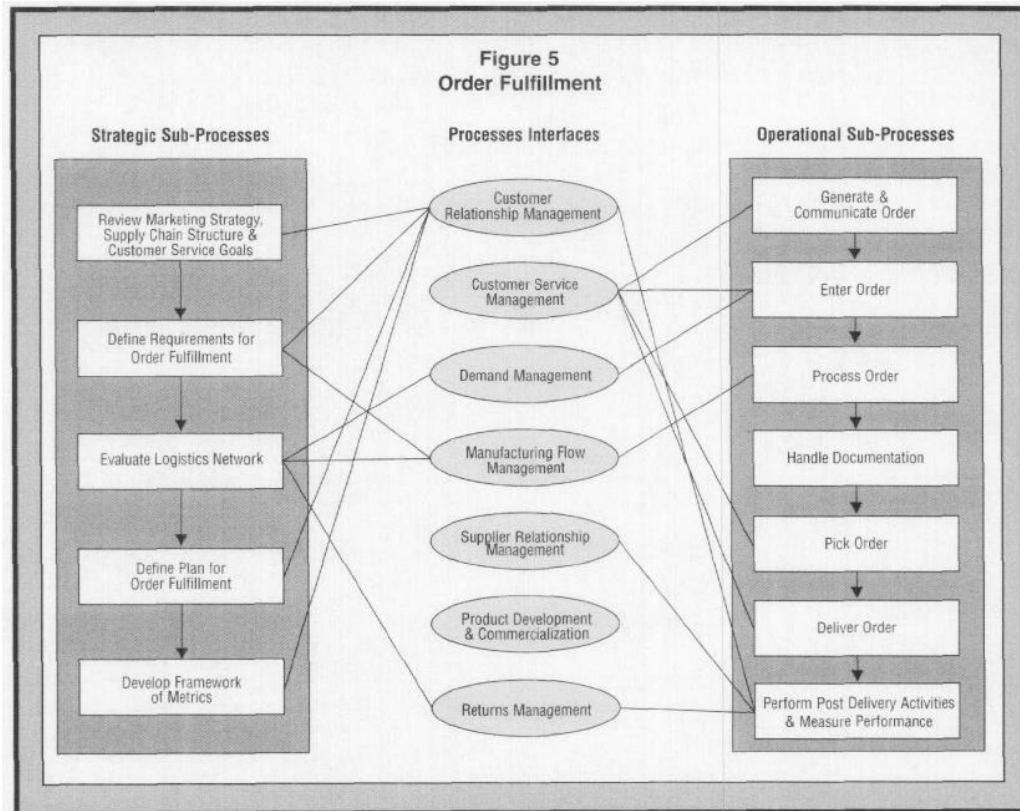 Figure 5
Order Fulfillment
Strategic Sub-Processes
Review Marketing Strategy,
Supply Chain Structure &
Customer Service Goals
Define Requirements for
Order Fulfillment
Evaluate Logistics Network
Define Plan for
Order Fulfillment
Develop Framework
of Metrics
Processes Interfaces
Customer
Relationship Management
Customer Service
Management
Demand Management
Manufacturing Flow
Management
Supplier Relationship
Management
Product Development
& Commercialization
Returns Management
Operational Sub-Processes
Generate &
Communicate Order
Enter Order
Process Order
Handle Documentation
Pick Order
Deliver Order
Perform Post Delivery Activities
& Measure Performance